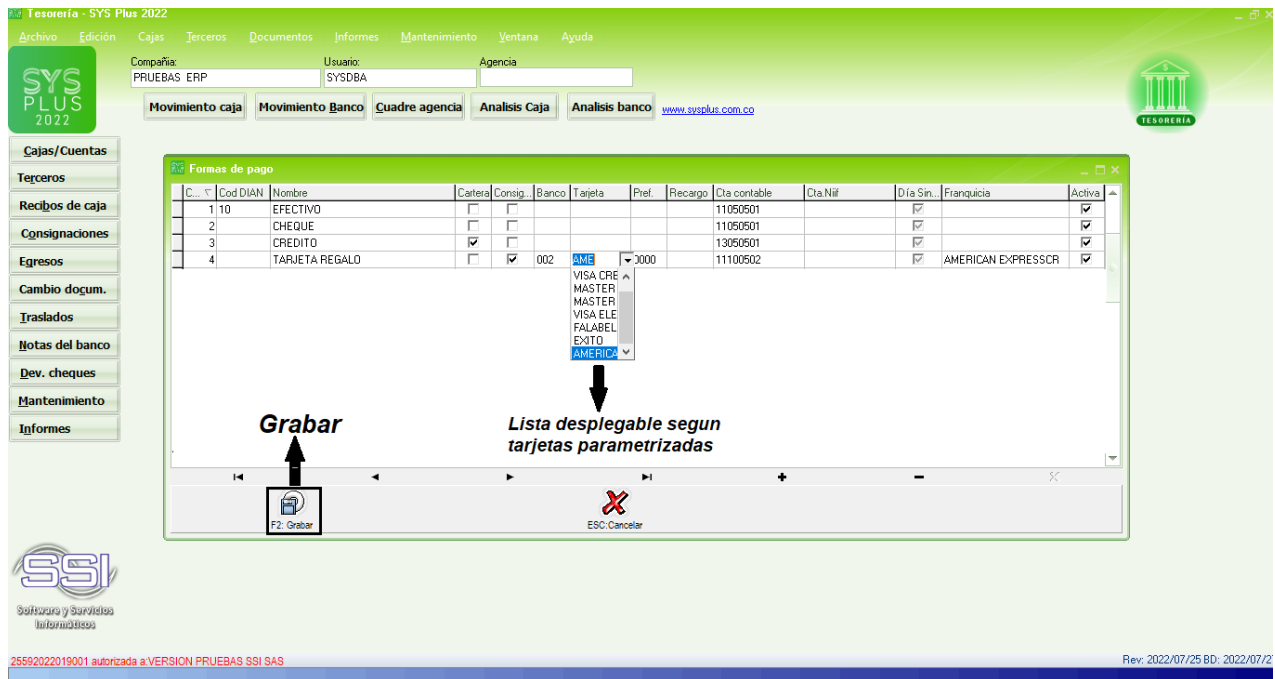 Tesorería - SYS Plus 2022
Archivo Edición Cajas Terceros Documentos Informes Mantenimiento Ventana Ayuda
Compañia: Usuario: Agencia
PRUEBAS ERP SYSDBA
SYS
PLUS
2022
Movimiento caja Movimiento Banco Cuadre agencia Analisis Caja Analisis banco www.sysplus.com.co
TESORERÍA
Cajas/Cuentas
Terceros
Recibos de caja
Consignaciones
Egresos
Cambio docum.
Traslados
Notas del banco
Dev. cheques
Mantenimiento
Informes
Formas de pago
C... Cod DIAN Nombre Cartera Consig... Banco Tarjeta Pref. Recargo Cta contable Cta.Niif Día Sin... Franquicia Activa
1 10 EFECTIVO 11050501
2 CHEQUE 11050501
3 CREDITO 13050501
4 TARJETA REGALO 002 AME 0000 11100502 AMERICAN EXPRESSCR
VISA CRE
MASTER
MASTER
VISA ELE
FALABEL
EXITO
AMERICA
Grabar
Lista desplegable segun
tarjetas parametrizadas
F2: Grabar ESC:Cancelar
SSI
Software y Servicios
Informáticos
25592022019001 autorizada a:VERSION PRUEBAS SSI SAS Rev: 2022/07/25 BD: 2022/07/2